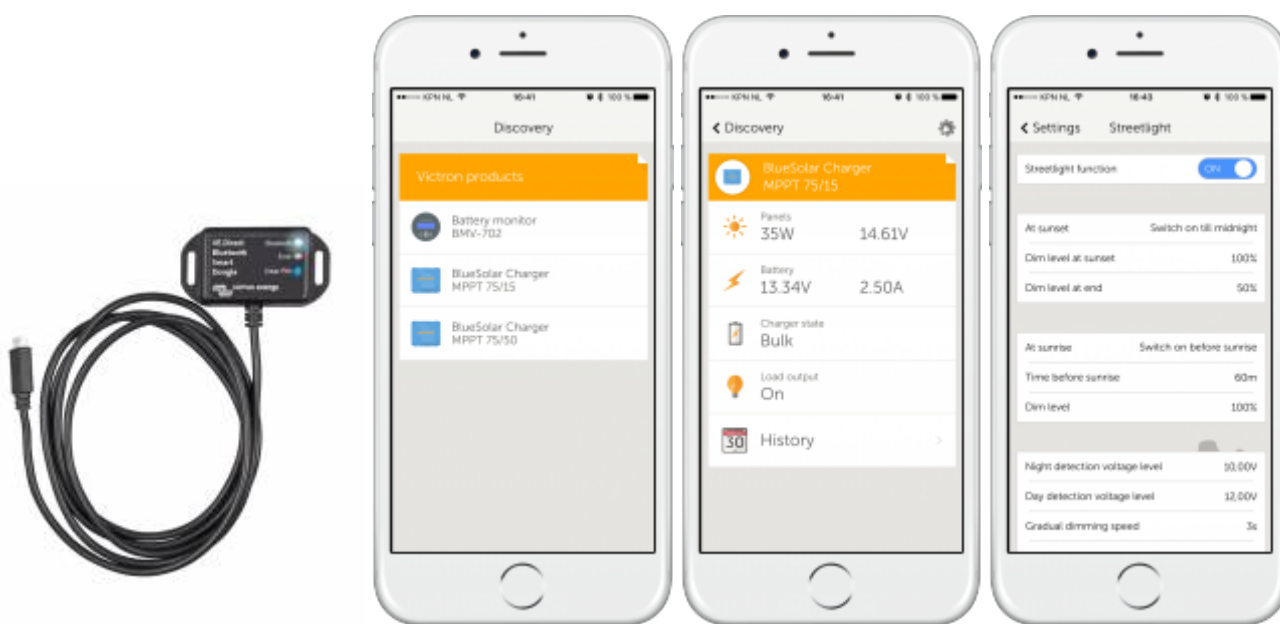 VE.Direct
Bluetooth
Smart
Dongle
Bluetooth
Error
victron energy
KPN NL 16:41 100 %
Discovery
Victron products
Battery monitor
BMV-702
BlueSolar Charger
MPPT 75/15
BlueSolar Charger
MPPT 75/50
KPN NL 16:41 100 %
Discovery
BlueSolar Charger
MPPT 75/15
Panels
35W 14.61V
Battery
13.34V 2.50A
Charger state
Bulk
Load output
On
30 History
KPN NL 16:43 100 %
Settings Streetlight
Streetlight function ON
At sunset Switch on till midnight
Dim level at sunset 100%
Dim level at end 50%
At sunrise Switch on before sunrise
Time before sunrise 60m
Dim level 100%
Night detection voltage level 10,00V
Day detection voltage level 12,00V
Gradual dimming speed 3s